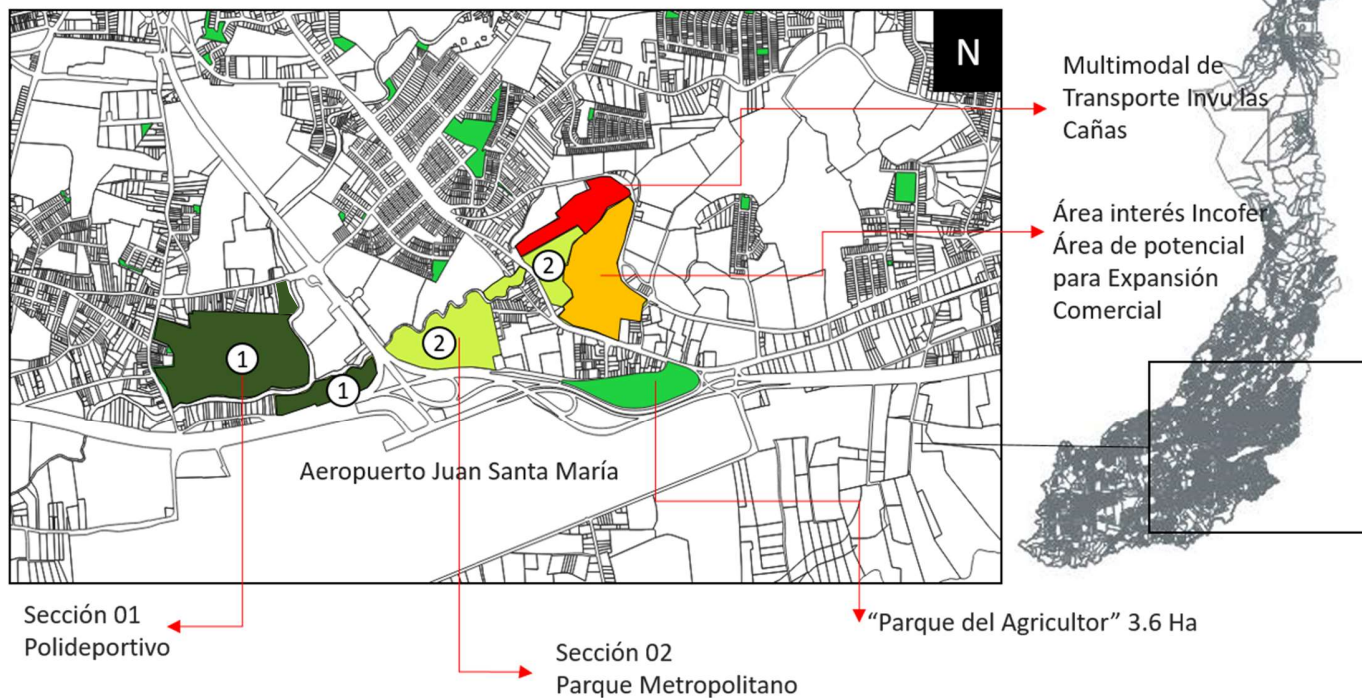 N
Multimodal de
Transporte Invu las
Cañas
Área interés Incofer
Área de potencial
para Expansión
Comercial
2
1
2
1
Aeropuerto Juan Santa María
Sección 01
Polideportivo
Sección 02
Parque Metropolitano
“Parque del Agricultor” 3.6 Ha